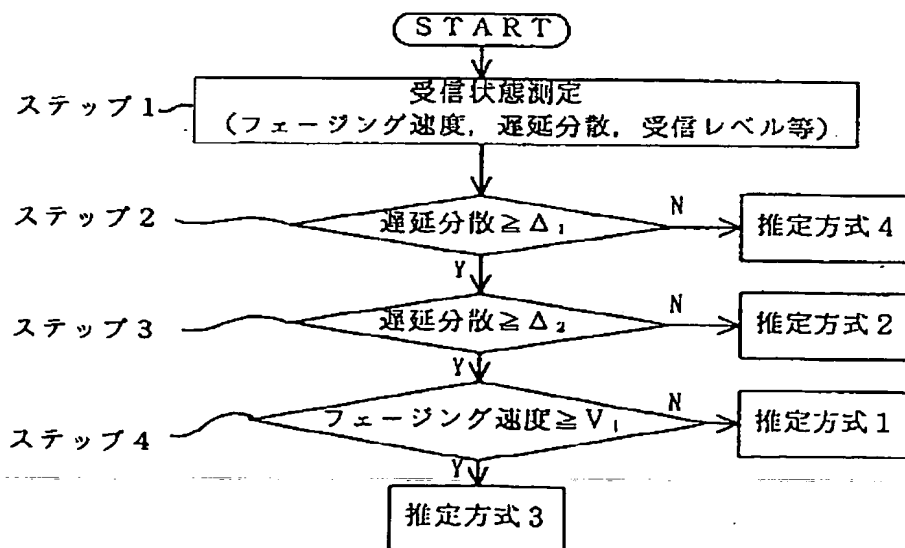 START
ステップ1
受信状態測定
(フェージング速度, 遅延分散, 受信レベル等)
ステップ2
遅延分散≧Δ₁
N
推定方式4
Y
ステップ3
遅延分散≧Δ₂
N
推定方式2
Y
ステップ4
フェージング速度≧V₁
N
推定方式1
Y
推定方式3